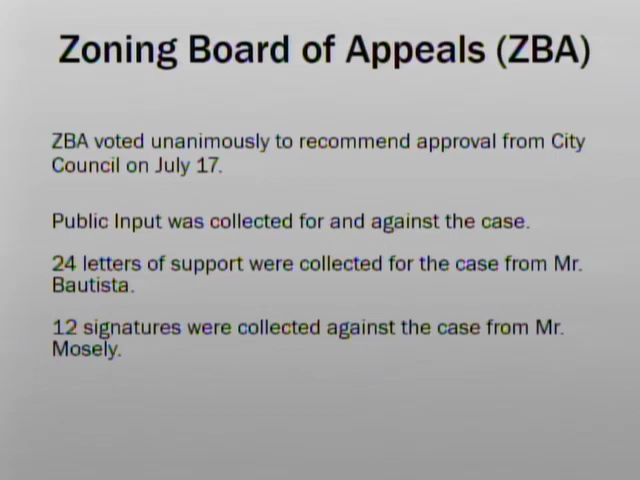 Zoning Board of Appeals (ZBA)
ZBA voted unanimously to recommend approval from City
Council on July 17.
Public Input was collected for and against the case.
24 letters of support were collected for the case from Mr.
Bautista.
12 signatures were collected against the case from Mr.
Mosely.